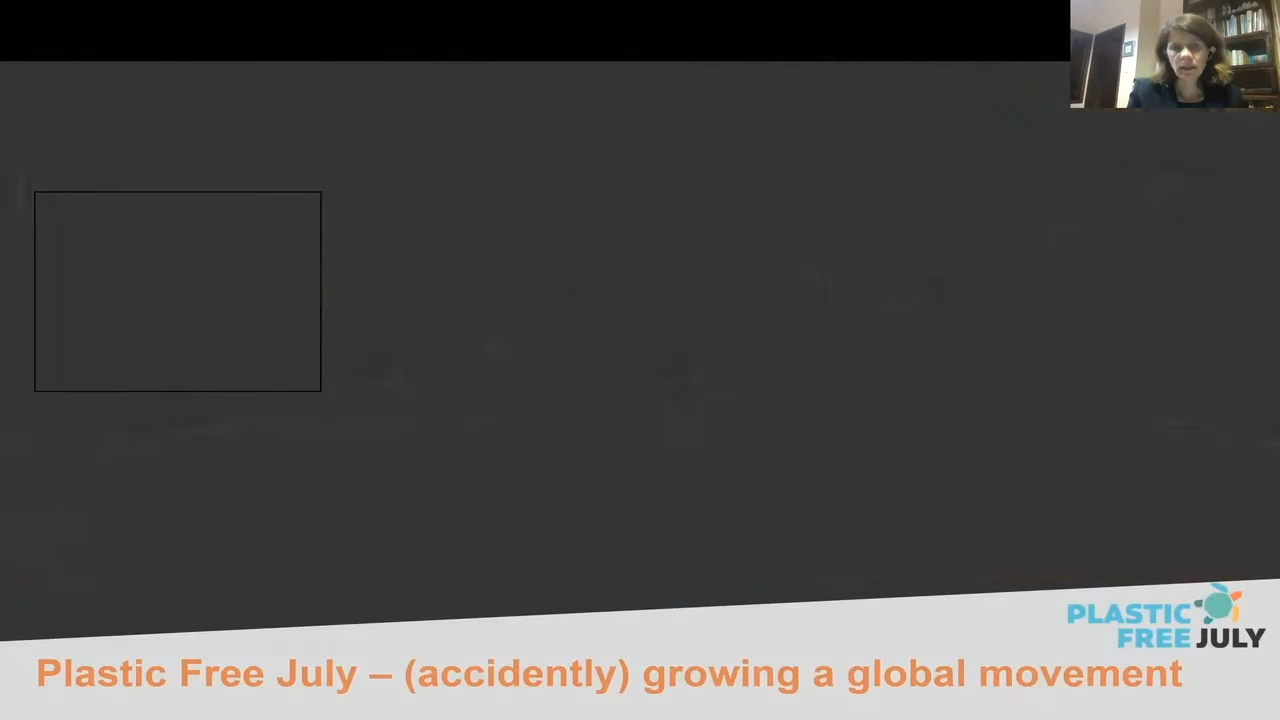 PLASTIC
FREE JULY
Plastic Free July – (accidently) growing a global movement